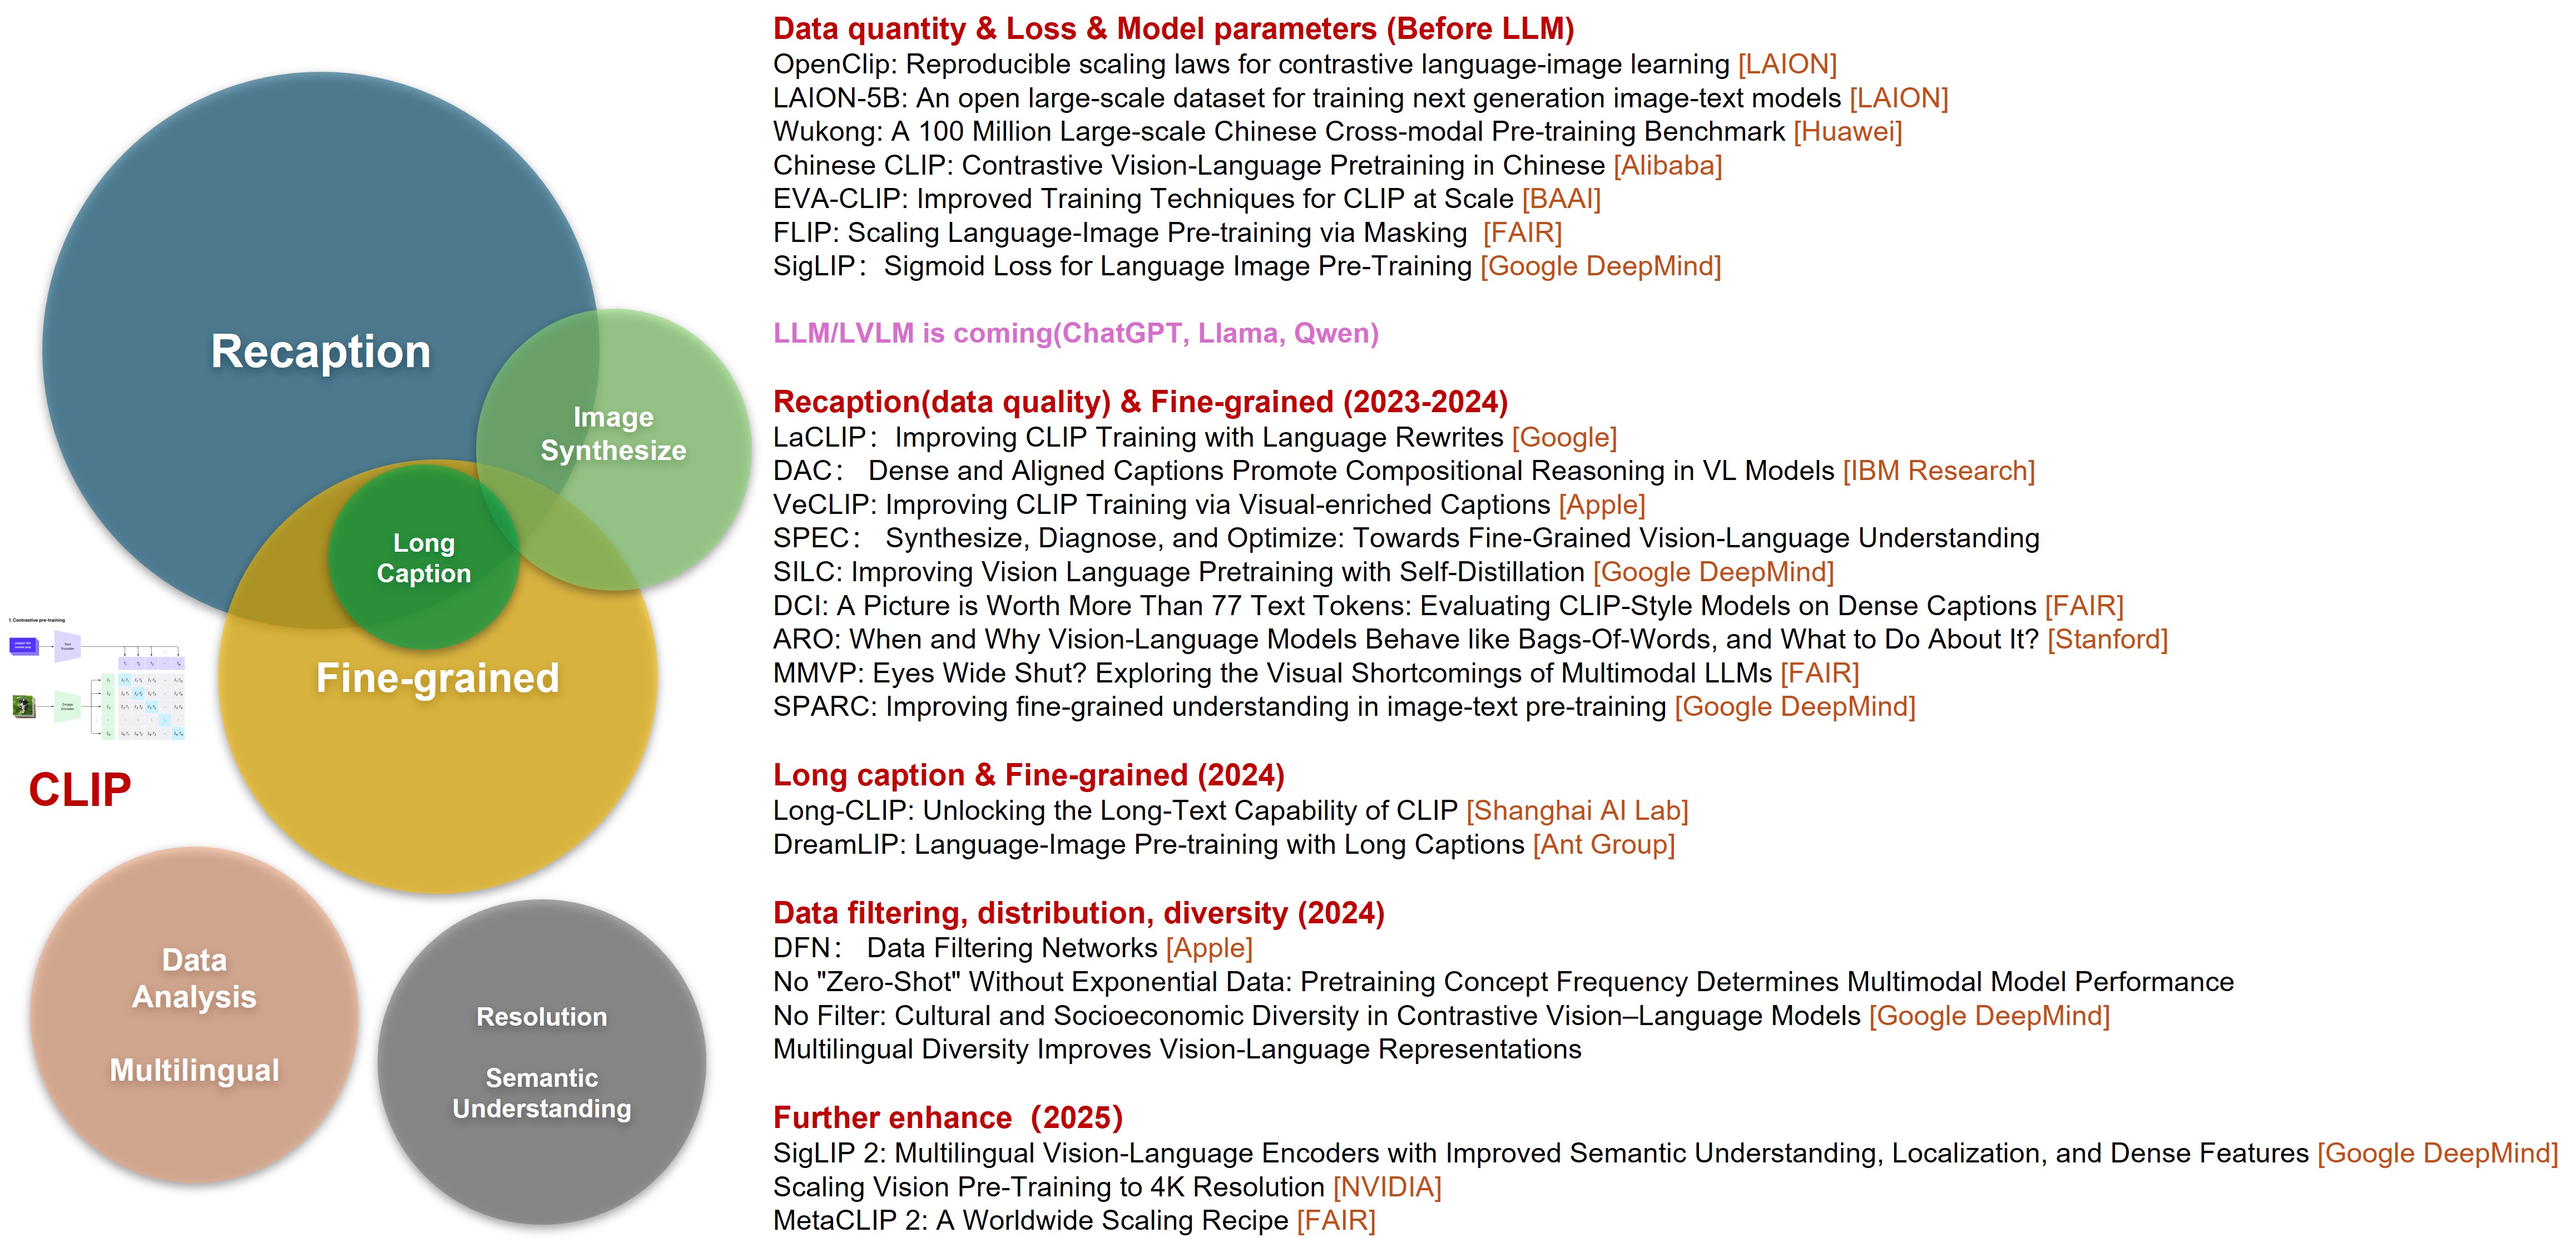 Recaption
Image
Synthesize
Long
Caption
Fine-grained
1. Contrastive pre-training
Text
Encoder
Image
Encoder
CLIP
Data
Analysis
Multilingual
Resolution
Semantic
Understanding
Data quantity & Loss & Model parameters (Before LLM)
OpenClip: Reproducible scaling laws for contrastive language-image learning [LAION]
LAION-5B: An open large-scale dataset for training next generation image-text models [LAION]
Wukong: A 100 Million Large-scale Chinese Cross-modal Pre-training Benchmark [Huawei]
Chinese CLIP: Contrastive Vision-Language Pretraining in Chinese [Alibaba]
EVA-CLIP: Improved Training Techniques for CLIP at Scale [BAAI]
FLIP: Scaling Language-Image Pre-training via Masking [FAIR]
SigLIP：Sigmoid Loss for Language Image Pre-Training [Google DeepMind]
LLM/LVLM is coming(ChatGPT, Llama, Qwen)
Recaption(data quality) & Fine-grained (2023-2024)
LaCLIP：Improving CLIP Training with Language Rewrites [Google]
DAC： Dense and Aligned Captions Promote Compositional Reasoning in VL Models [IBM Research]
VeCLIP: Improving CLIP Training via Visual-enriched Captions [Apple]
SPEC： Synthesize, Diagnose, and Optimize: Towards Fine-Grained Vision-Language Understanding
SILC: Improving Vision Language Pretraining with Self-Distillation [Google DeepMind]
DCI: A Picture is Worth More Than 77 Text Tokens: Evaluating CLIP-Style Models on Dense Captions [FAIR]
ARO: When and Why Vision-Language Models Behave like Bags-Of-Words, and What to Do About It? [Stanford]
MMVP: Eyes Wide Shut? Exploring the Visual Shortcomings of Multimodal LLMs [FAIR]
SPARC: Improving fine-grained understanding in image-text pre-training [Google DeepMind]
Long caption & Fine-grained (2024)
Long-CLIP: Unlocking the Long-Text Capability of CLIP [Shanghai AI Lab]
DreamLIP: Language-Image Pre-training with Long Captions [Ant Group]
Data filtering, distribution, diversity (2024)
DFN： Data Filtering Networks [Apple]
No "Zero-Shot" Without Exponential Data: Pretraining Concept Frequency Determines Multimodal Model Performance
No Filter: Cultural and Socioeconomic Diversity in Contrastive Vision–Language Models [Google DeepMind]
Multilingual Diversity Improves Vision-Language Representations
Further enhance（2025）
SigLIP 2: Multilingual Vision-Language Encoders with Improved Semantic Understanding, Localization, and Dense Features [Google DeepMind]
Scaling Vision Pre-Training to 4K Resolution [NVIDIA]
MetaCLIP 2: A Worldwide Scaling Recipe [FAIR]